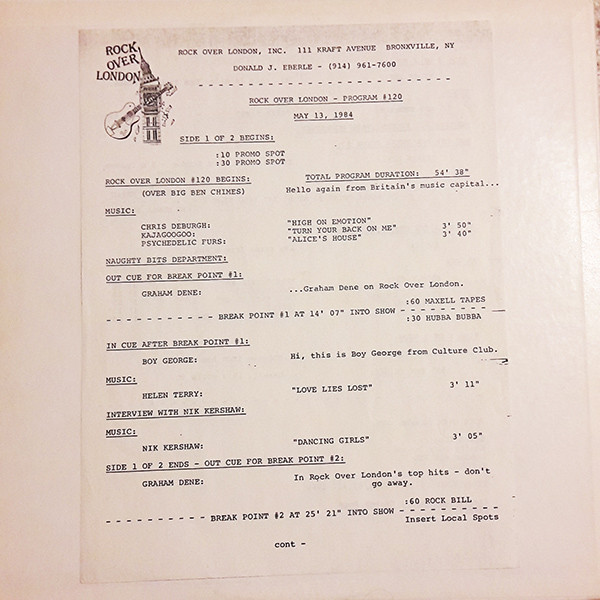 ROCK
OVER
LONDON
ROCK OVER LONDON, INC. 111 KRAFT AVENUE BRONXVILLE, NY
DONALD J. EBERLE - (914) 961-7600
- - - - - - - - - - - - - - - - - - - - - - - - - -
ROCK OVER LONDON - PROGRAM #120
MAY 13, 1984
SIDE 1 OF 2 BEGINS:
:10 PROMO SPOT
:30 PROMO SPOT
ROCK OVER LONDON #120 BEGINS: TOTAL PROGRAM DURATION: 54' 38"
(OVER BIG BEN CHIMES) Hello again from Britain's music capital...
MUSIC:
CHRIS DEBURGH: "HIGH ON EMOTION"
KAJAGOOGOO: "TURN YOUR BACK ON ME" 3' 50"
PSYCHEDELIC FURS: "ALICE'S HOUSE" 3' 40"
NAUGHTY BITS DEPARTMENT:
OUT CUE FOR BREAK POINT #1:
GRAHAM DENE: ...Graham Dene on Rock Over London.
:60 MAXELL TAPES
- - - - - - - - - - - BREAK POINT #1 AT 14' 07" INTO SHOW - - - - - - - - - -
:30 HUBBA BUBBA
IN CUE AFTER BREAK POINT #1:
BOY GEORGE: Hi, this is Boy George from Culture Club.
MUSIC:
HELEN TERRY: "LOVE LIES LOST" 3' 11"
INTERVIEW WITH NIK KERSHAW:
MUSIC:
NIK KERSHAW: "DANCING GIRLS" 3' 05"
SIDE 1 OF 2 ENDS - OUT CUE FOR BREAK POINT #2:
GRAHAM DENE: In Rock Over London's top hits - don't
go away.
:60 ROCK BILL
- - - - - - - - - - BREAK POINT #2 AT 25' 21" INTO SHOW - - - - - - - - - -
Insert Local Spots
cont -